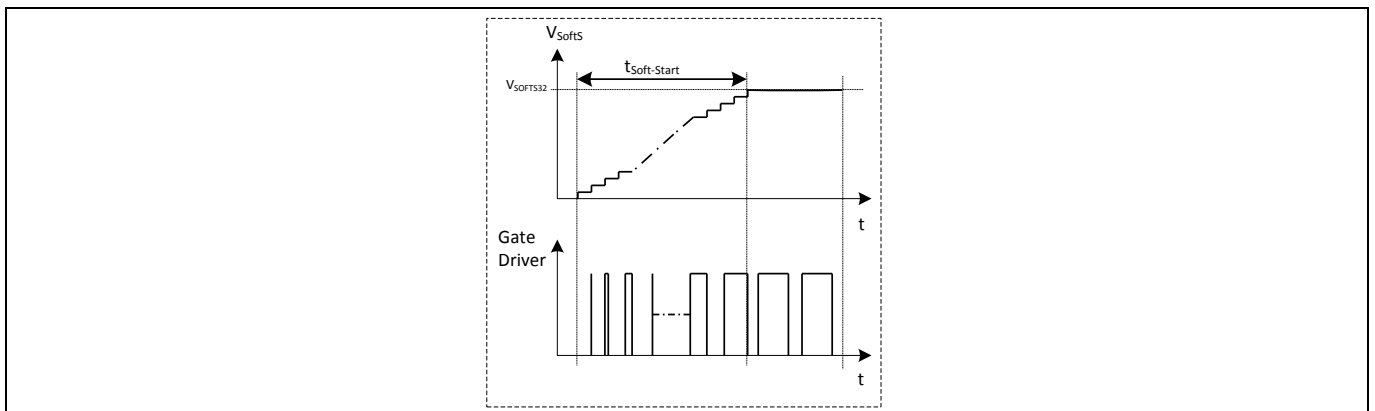 VSoftS
tSoft-Start
VSOFTS32
t
Gate
Driver
t